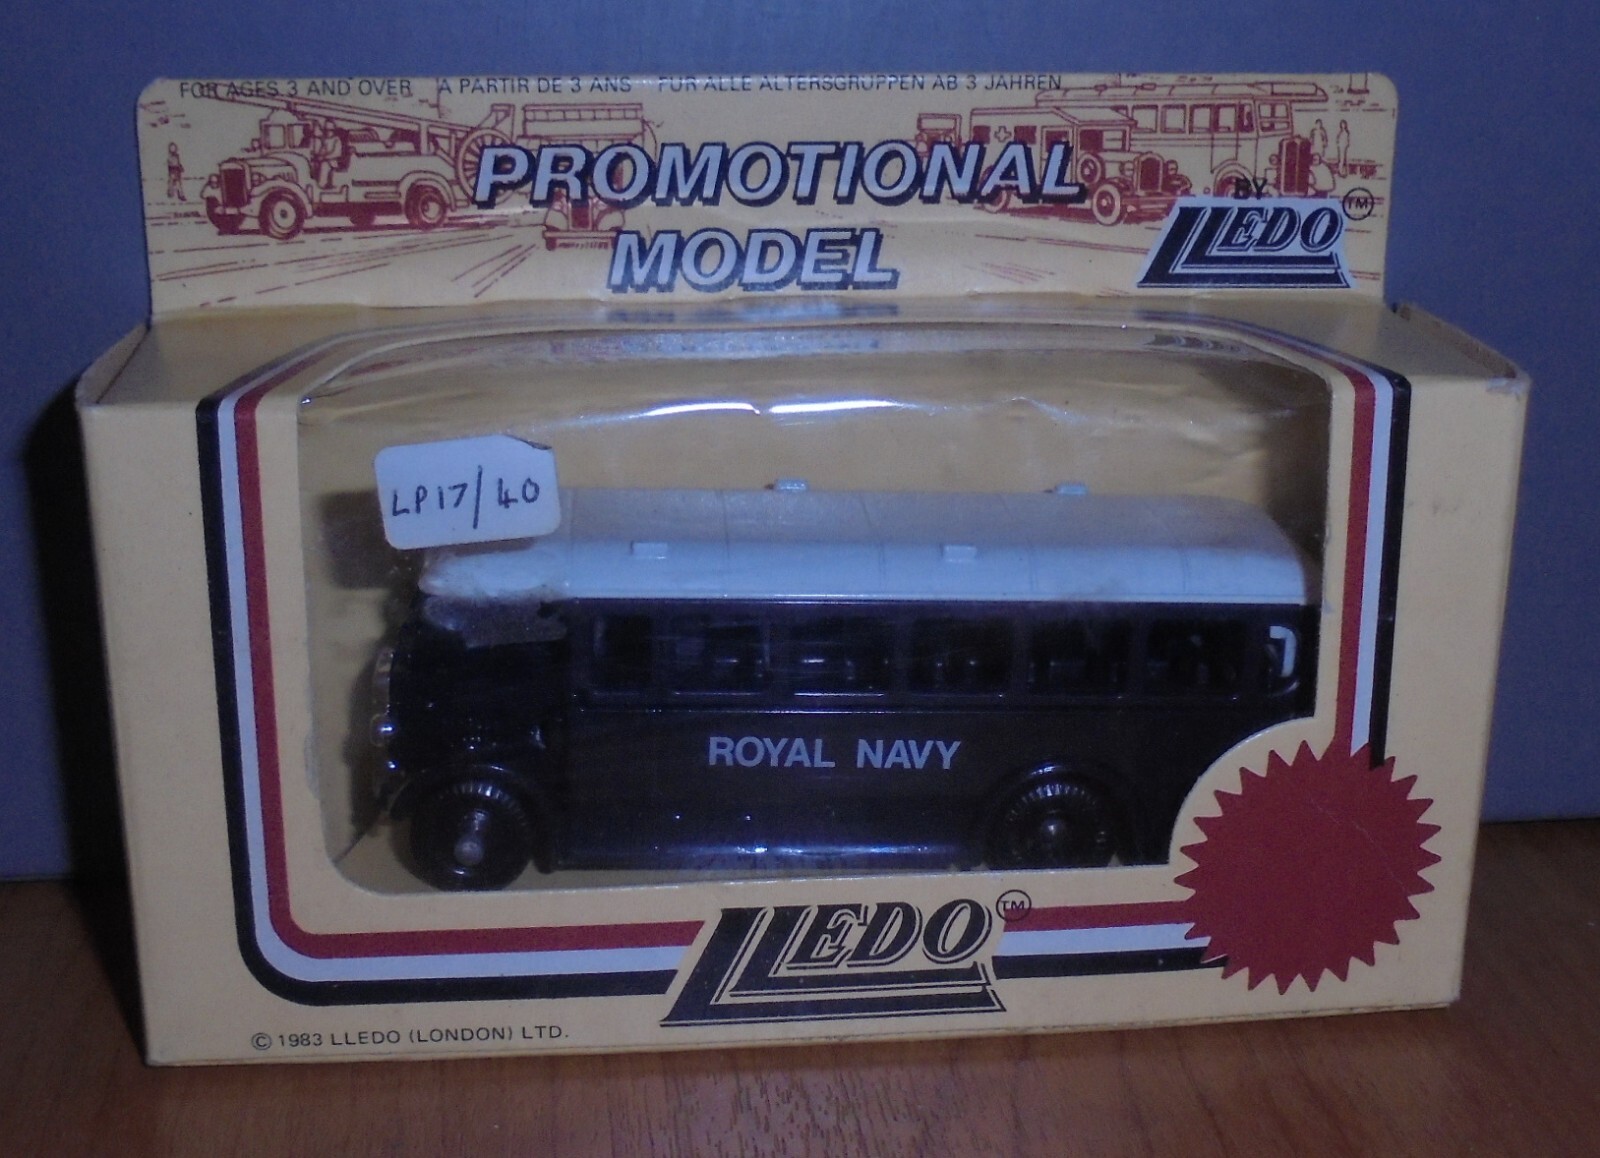 FOR AGES 3 AND OVER A PARTIR DE 3 ANS FUR ALLE ALTERSGRUPPEN AB 3 JAHREN
PROMOTIONAL
MODEL
BY
LLEDO TM
LP17/40
ROYAL NAVY
LLEDO TM
© 1983 LLEDO (LONDON) LTD.